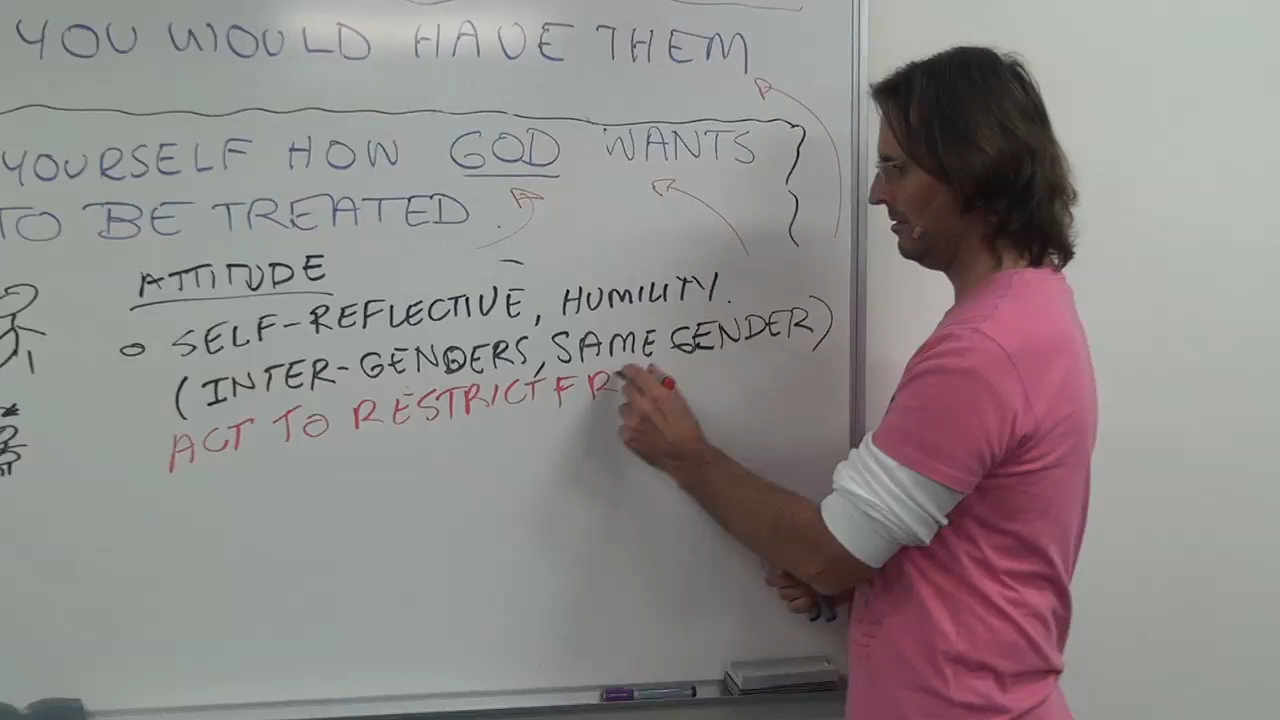 YOU WOULD HAVE THEM
YOURSELF HOW GOD WANTS
TO BE TREATED
ATTITUDE
SELF-REFLECTIVE, HUMILITY.
(INTER-GENDERS, SAME GENDER)
ACT TO RESTRICT FR